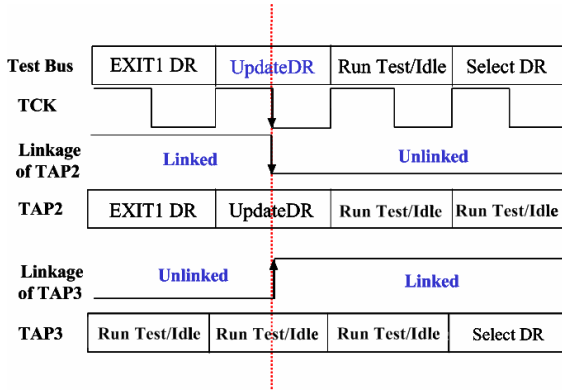 Test Bus EXIT1 DR UpdateDR Run Test/Idle Select DR
TCK
Linkage
of TAP2
Linked Unlinked
TAP2 EXIT1 DR UpdateDR Run Test/Idle Run Test/Idle
Linkage
of TAP3
Unlinked Linked
TAP3 Run Test/Idle Run Test/Idle Run Test/Idle Select DR